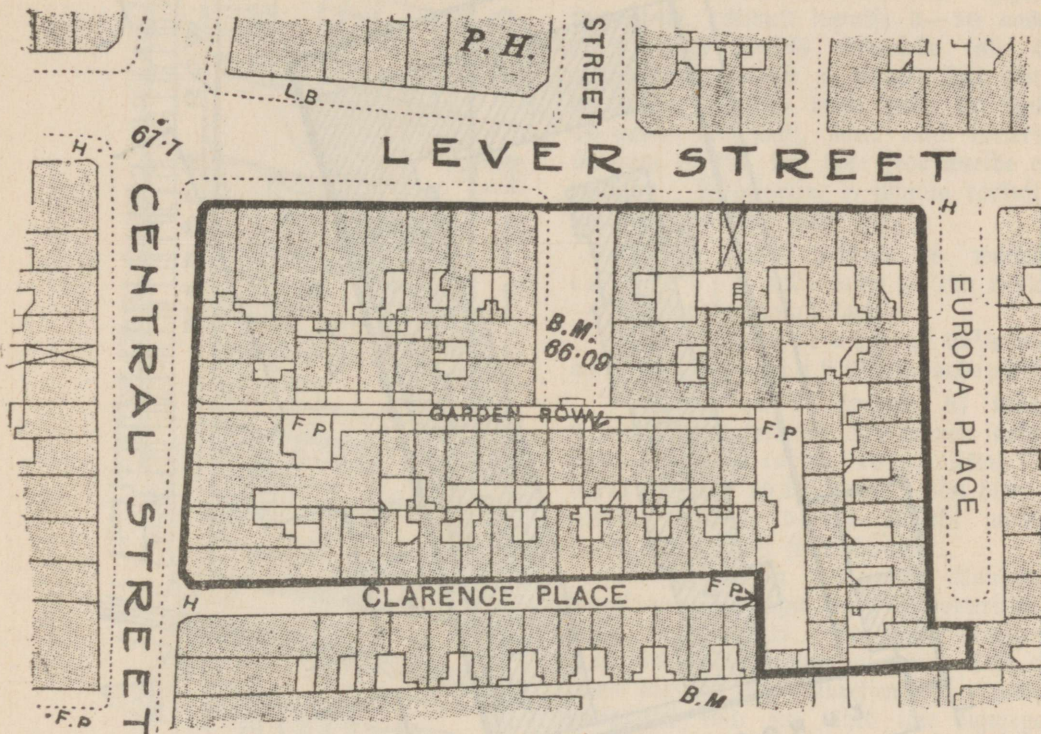 P. H.
STREET
L.B.
H
67.7
LEVER STREET
H
CENTRAL STREET
B.M.
66.09
EUROPA PLACE
GARDEN ROW
F.P
F.P
H
CLARENCE PLACE
F.P
B.M
F.P